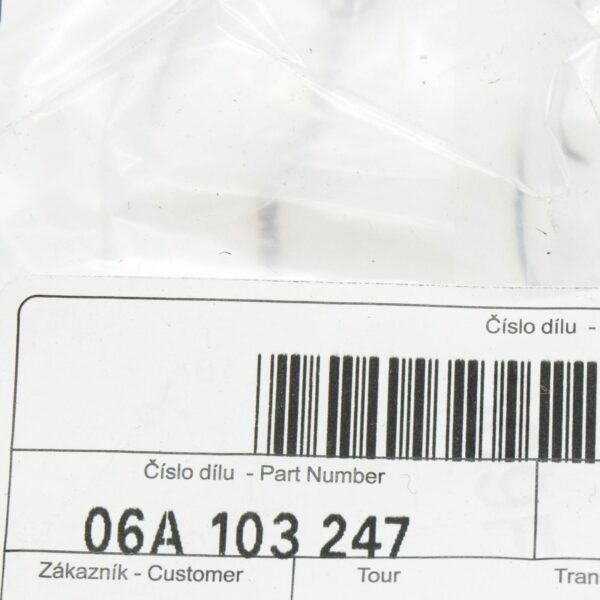 Číslo dílu -
Číslo dílu - Part Number
06A 103 247
Zákazník - Customer
Tour
Tran